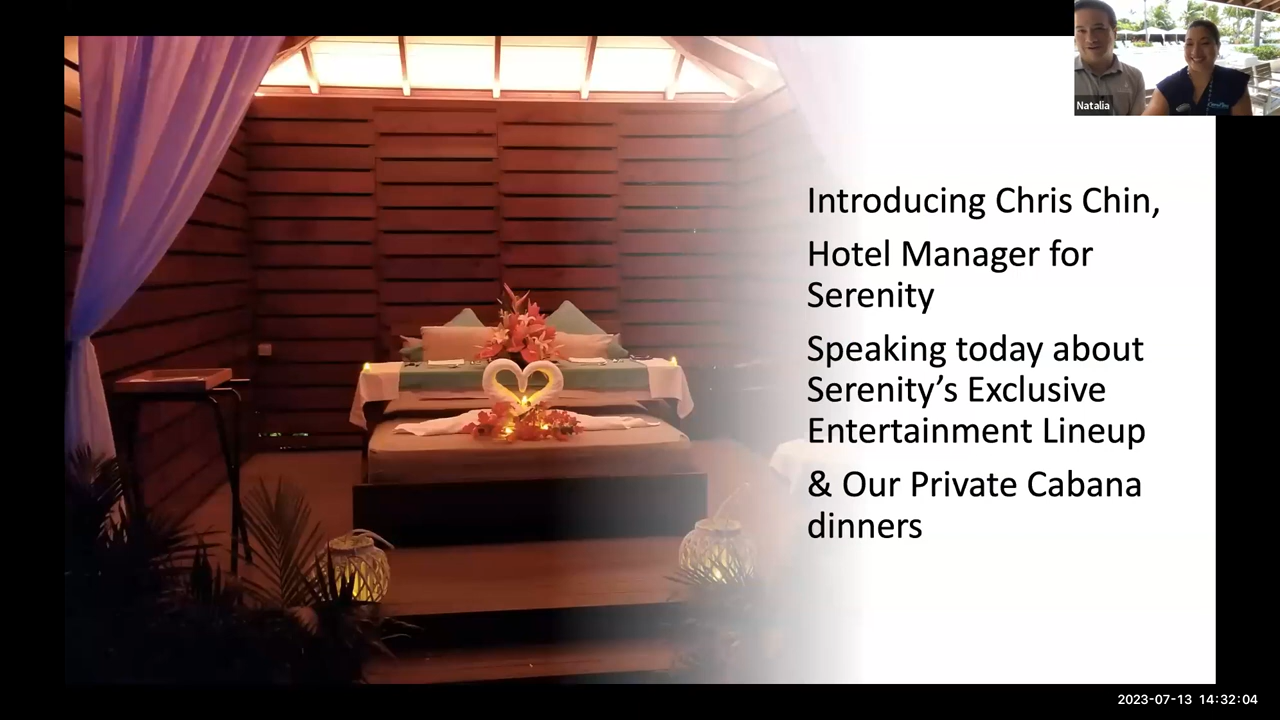 Natalia
Introducing Chris Chin,
Hotel Manager for
Serenity
Speaking today about
Serenity’s Exclusive
Entertainment Lineup
& Our Private Cabana
dinners
2023-07-13 14:32:04